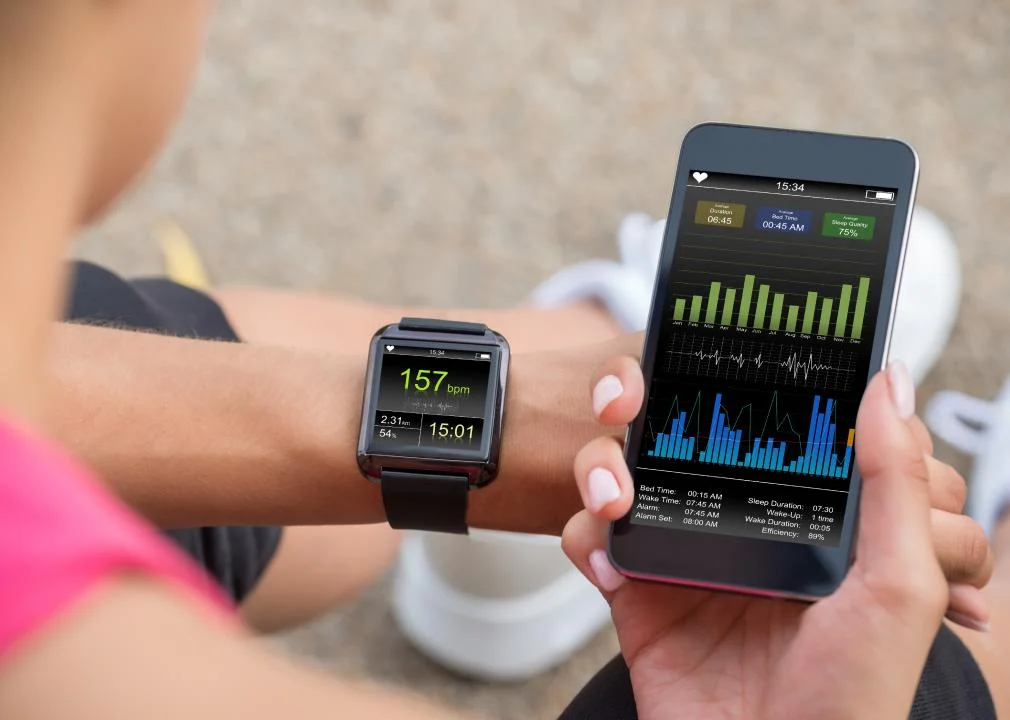 15:34
157 bpm
2.31km
54%
15:01
15:34
Average
Duration
06:45
Average
Bed Time
00:45 AM
Average
Sleep Quality
75%
Jan Feb Mar Apr May Jun Jul Aug Sep Oct Nov Dec
Bed Time: 00:15 AM
Wake Time: 07:45 AM
Alarm: 07:45 AM
Alarm Set: 08:00 AM
Sleep Duration: 07:30
Wake-Up: 1 time
Wake Duration: 00:05
Efficiency: 89%